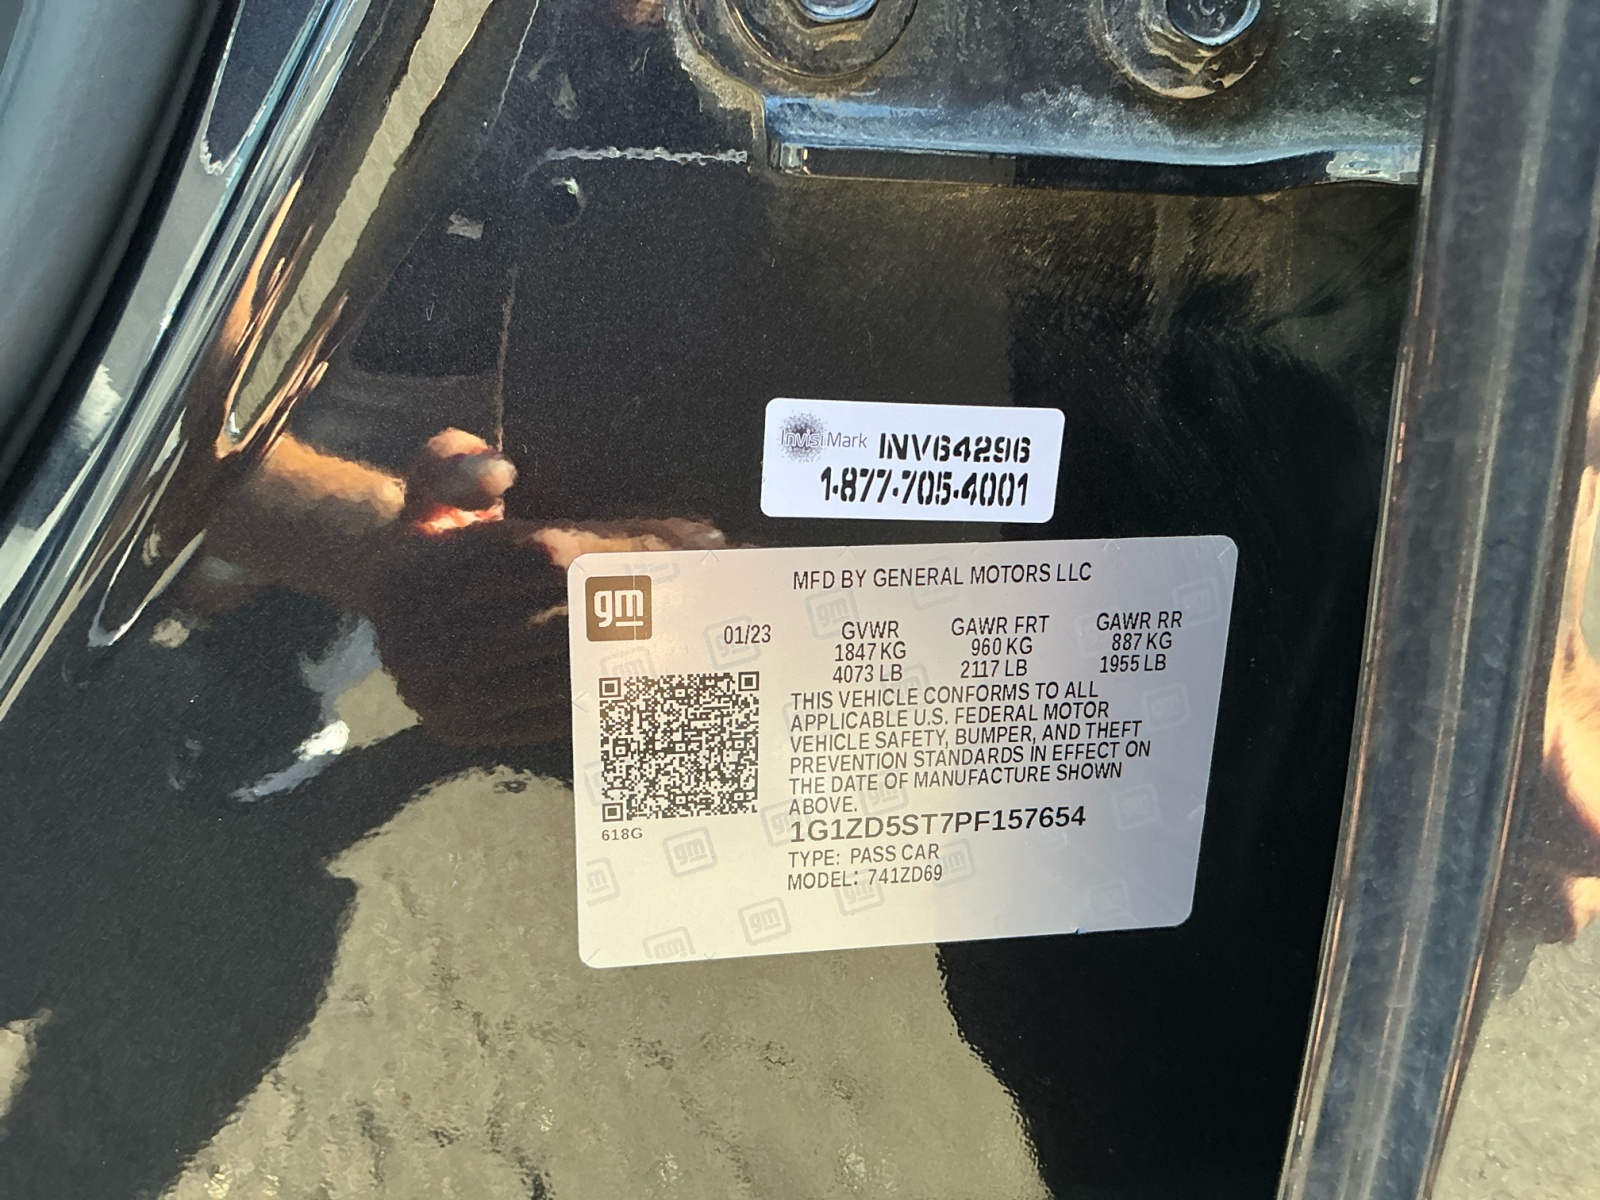 InvisiMark INV64296
1-877-705-4001
gm
MFD BY GENERAL MOTORS LLC
01/23
GVWR GAWR FRT GAWR RR
1847 KG 960 KG 887 KG
4073 LB 2117 LB 1955 LB
THIS VEHICLE CONFORMS TO ALL
APPLICABLE U.S. FEDERAL MOTOR
VEHICLE SAFETY, BUMPER, AND THEFT
PREVENTION STANDARDS IN EFFECT ON
THE DATE OF MANUFACTURE SHOWN
ABOVE.
618G
1G1ZD5ST7PF157654
TYPE: PASS CAR
MODEL: 741ZD69